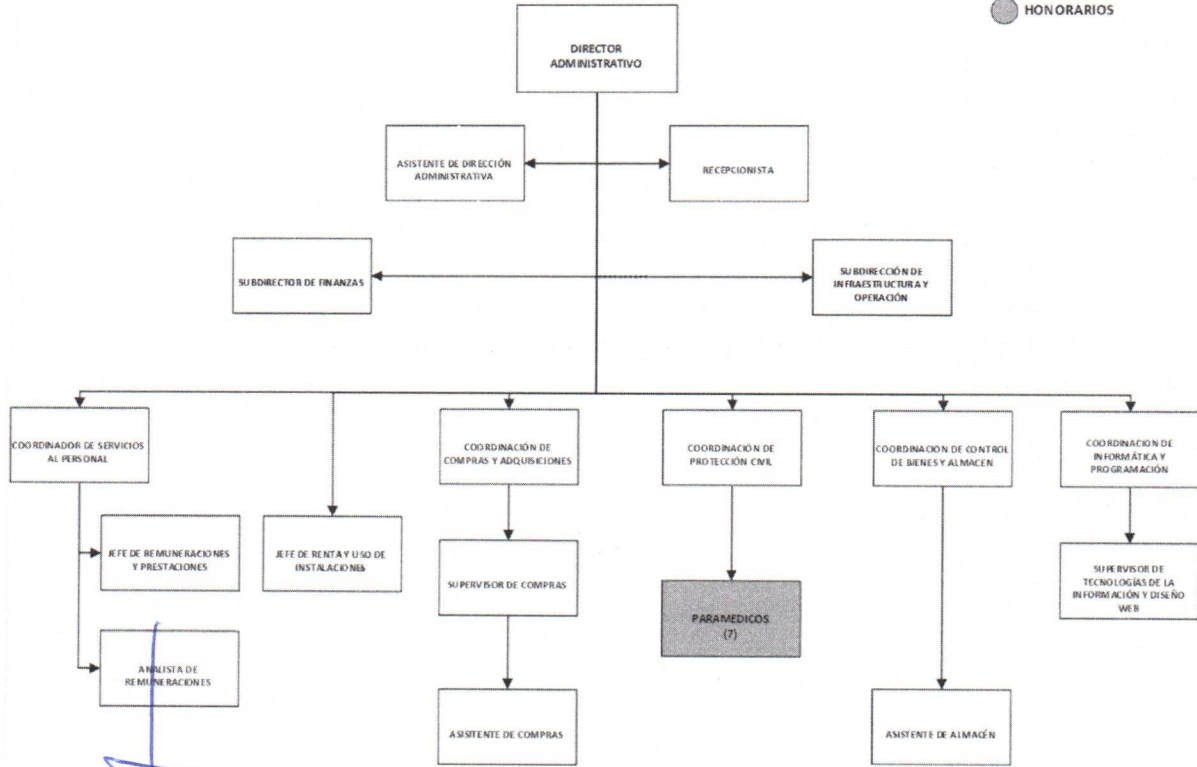 HONORARIOS
DIRECTOR
ADMINISTRATIVO
ASISTENTE DE DIRECCIÓN
ADMINISTRATIVA
RECEPCIONISTA
SUBDIRECTOR DE FINANZAS
SUBDIRECCIÓN DE
INFRAESTRUCTURA Y
OPERACIÓN
COORDINADOR DE SERVICIOS
AL PERSONAL
COORDINACIÓN DE
COMPRAS Y ADQUISICIONES
COORDINACIÓN DE
PROTECCIÓN CIVIL
COORDINACION DE CONTROL
DE BIENES Y ALMACEN
COORDINACION DE
INFORMÁTICA Y
PROGRAMACIÓN
JEFE DE REMUNERACIONES
Y PRESTACIONES
JEFE DE RENTA Y USO DE
INSTALACIONES
SUPERVISOR DE COMPRAS
PARAMEDICOS
(7)
SUPERVISOR DE
TECNOLOGÍAS DE LA
INFORMACIÓN Y DISEÑO
WEB
ANALISTA DE
REMUNERACIONES
ASISITENTE DE COMPRAS
ASISTENTE DE ALMACÉN